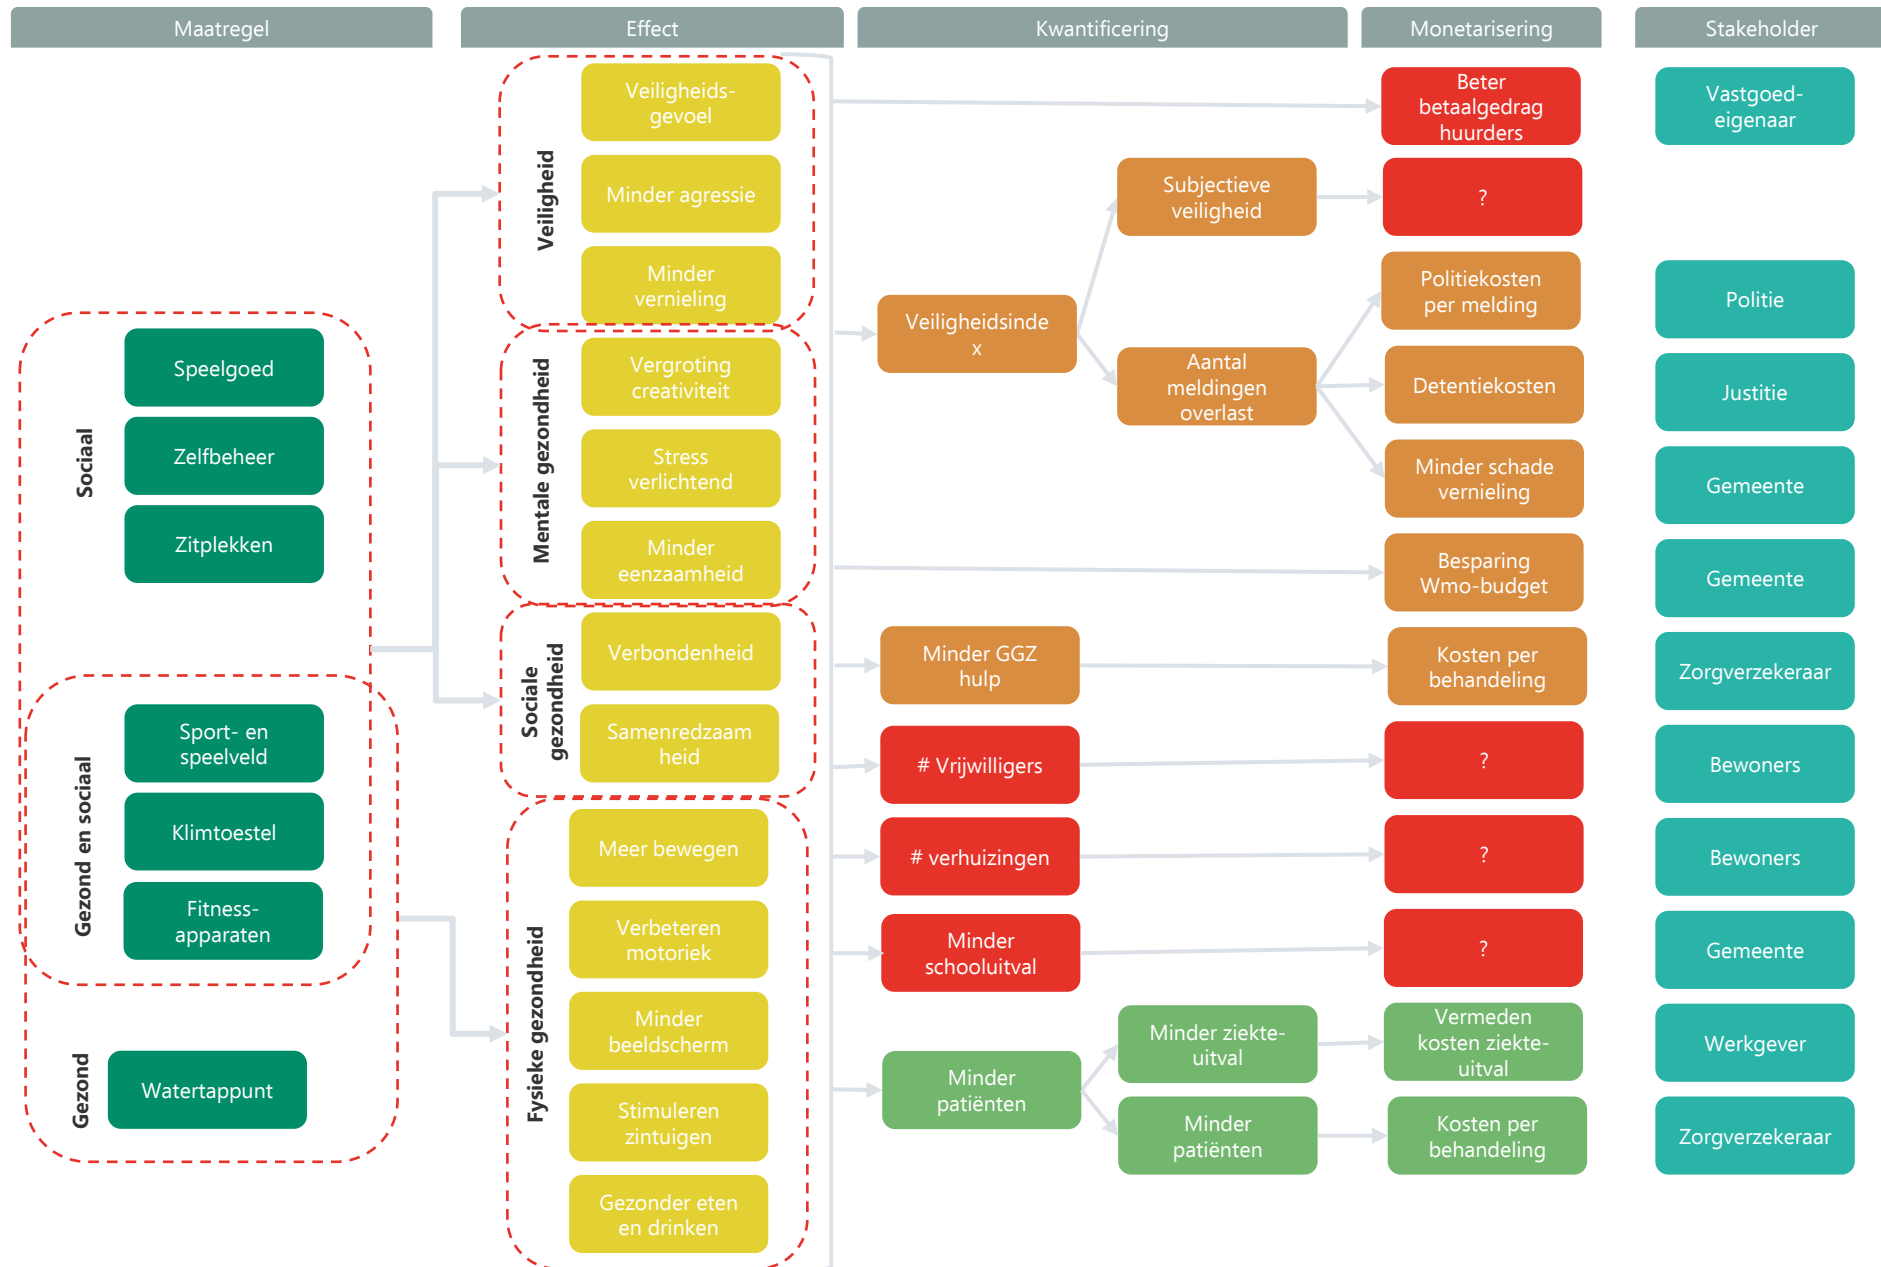 Maatregel
Effect
Kwantificering
Monetarisering
Stakeholder
Sociaal
Speelgoed
Zelfbeheer
Zitplekken
Gezond en sociaal
Sport- en
speelveld
Klimtoestel
Fitness-
apparaten
Gezond
Watertappunt
Veiligheid
Veiligheids-
gevoel
Minder agressie
Minder
vernieling
Mentale gezondheid
Vergroting
creativiteit
Stress
verlichtend
Minder
eenzaamheid
Sociale
gezondheid
Verbondenheid
Samenredzaam
heid
Fysieke gezondheid
Meer bewegen
Verbeteren
motoriek
Minder
beeldscherm
Stimuleren
zintuigen
Gezonder eten
en drinken
Veiligheidsinde
x
Subjectieve
veiligheid
Aantal
meldingen
overlast
Minder GGZ
hulp
# Vrijwilligers
# verhuizingen
Minder
schooluitval
Minder
patiënten
Minder ziekte-
uitval
Minder
patiënten
Beter
betaalgedrag
huurders
?
Politiekosten
per melding
Detentiekosten
Minder schade
vernieling
Besparing
Wmo-budget
Kosten per
behandeling
?
?
?
Vermeden
kosten ziekte-
uitval
Kosten per
behandeling
Vastgoed-
eigenaar
Politie
Justitie
Gemeente
Gemeente
Zorgverzekeraar
Bewoners
Bewoners
Gemeente
Werkgever
Zorgverzekeraar